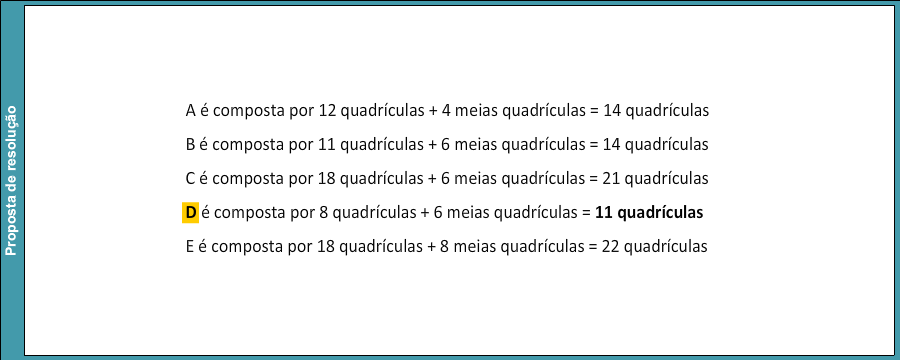 Proposta de resolução
A é composta por 12 quadrículas + 4 meias quadrículas = 14 quadrículas
B é composta por 11 quadrículas + 6 meias quadrículas = 14 quadrículas
C é composta por 18 quadrículas + 6 meias quadrículas = 21 quadrículas
D é composta por 8 quadrículas + 6 meias quadrículas = 11 quadrículas
E é composta por 18 quadrículas + 8 meias quadrículas = 22 quadrículas